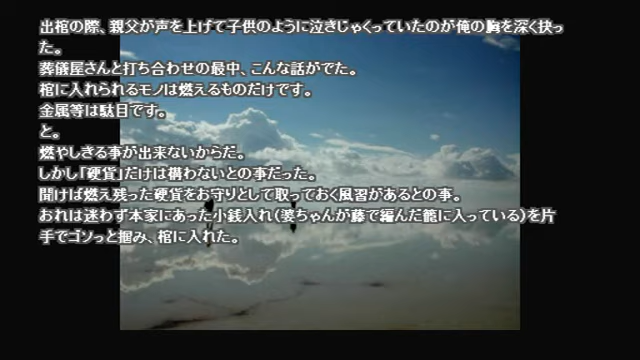 出棺の際、親父が声を上げて子供のように泣きじゃくっていたのが俺の胸を深く抉っ
た。
葬儀屋さんと打ち合わせの最中、こんな話がでた。
棺に入れられるモノは燃えるものだけです。
金属等は駄目です。
と。
燃やしきる事が出来ないからだ。
しかし「硬貨」だけは構わないとの事だった。
聞けば燃え残った硬貨をお守りとして取っておく風習があるとの事。
おれは迷わず本家にあった小銭入れ（婆ちゃんが藤で編んだ籠に入っている）を片
手でゴソっと掴み、棺に入れた。